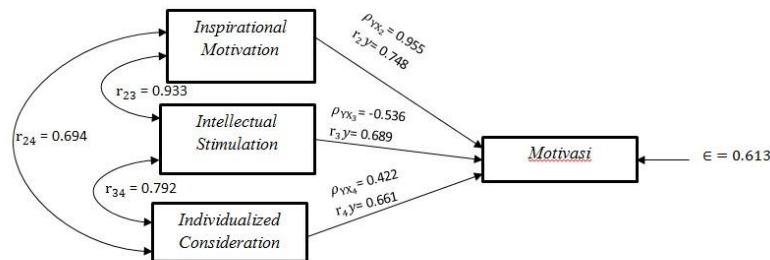 Inspirational
Motivation
ρYX₂ = 0.955
r₂y= 0.748
r₂₃ = 0.933
r₂₄ = 0.694
Intellectual
Stimulation
ρYX₃ = -0.536
r₃y= 0.689
Motivasi
∈ = 0.613
r₃₄ = 0.792
ρYX₄ = 0.422
r₄y= 0.661
Individualized
Consideration